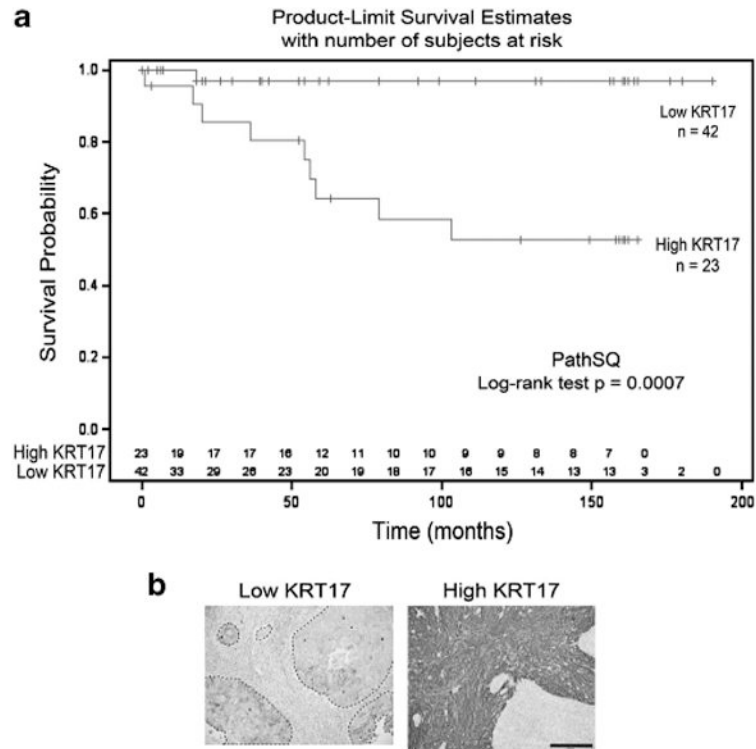 a
Product-Limit Survival Estimates
with number of subjects at risk
1.0
0.8
0.6
0.4
0.2
0.0
Survival Probability
Low KRT17
n = 42
High KRT17
n = 23
PathSQ
Log-rank test p = 0.0007
High KRT17 23 19 17 17 16 12 11 10 10 9 9 8 8 7 0
Low KRT17 42 33 29 26 23 20 19 18 17 16 15 14 13 13 3 2 0
0 50 100 150 200
Time (months)
b
Low KRT17 High KRT17